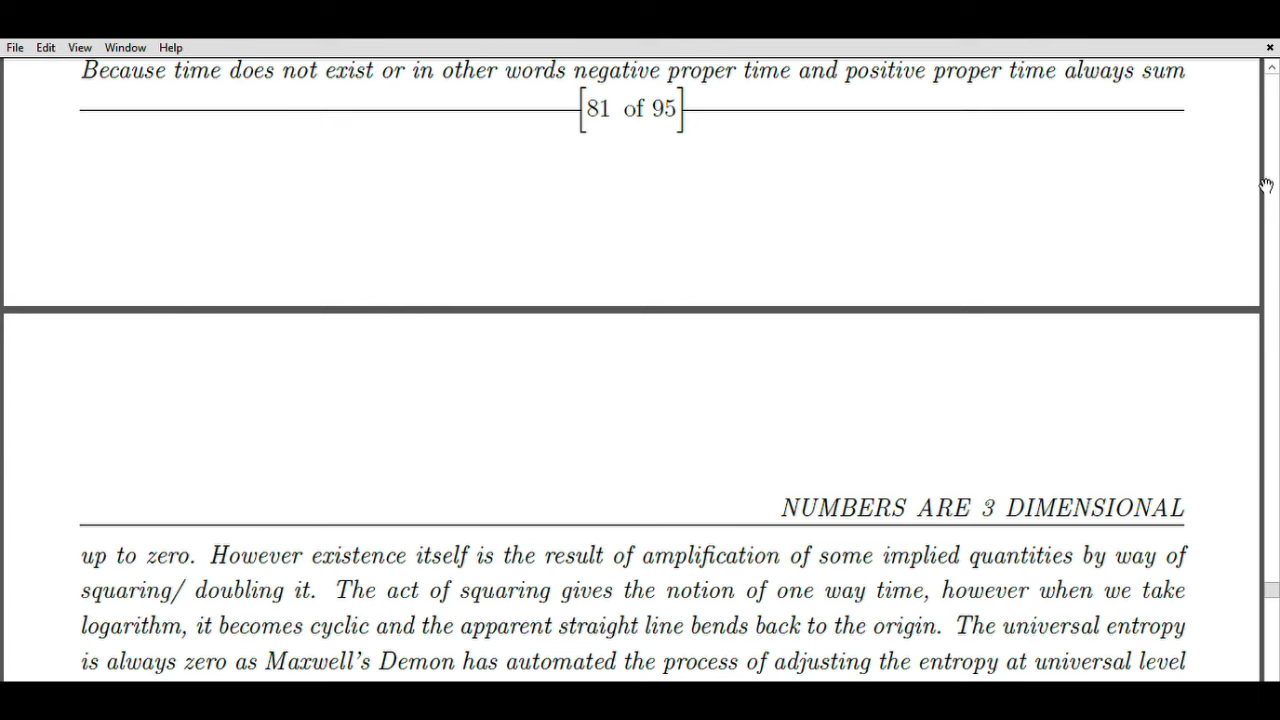 File Edit View Window Help
Because time does not exist or in other words negative proper time and positive proper time always sum
[81 of 95]
NUMBERS ARE 3 DIMENSIONAL
up to zero. However existence itself is the result of amplification of some implied quantities by way of
squaring/ doubling it. The act of squaring gives the notion of one way time, however when we take
logarithm, it becomes cyclic and the apparent straight line bends back to the origin. The universal entropy
is always zero as Maxwell's Demon has automated the process of adjusting the entropy at universal level